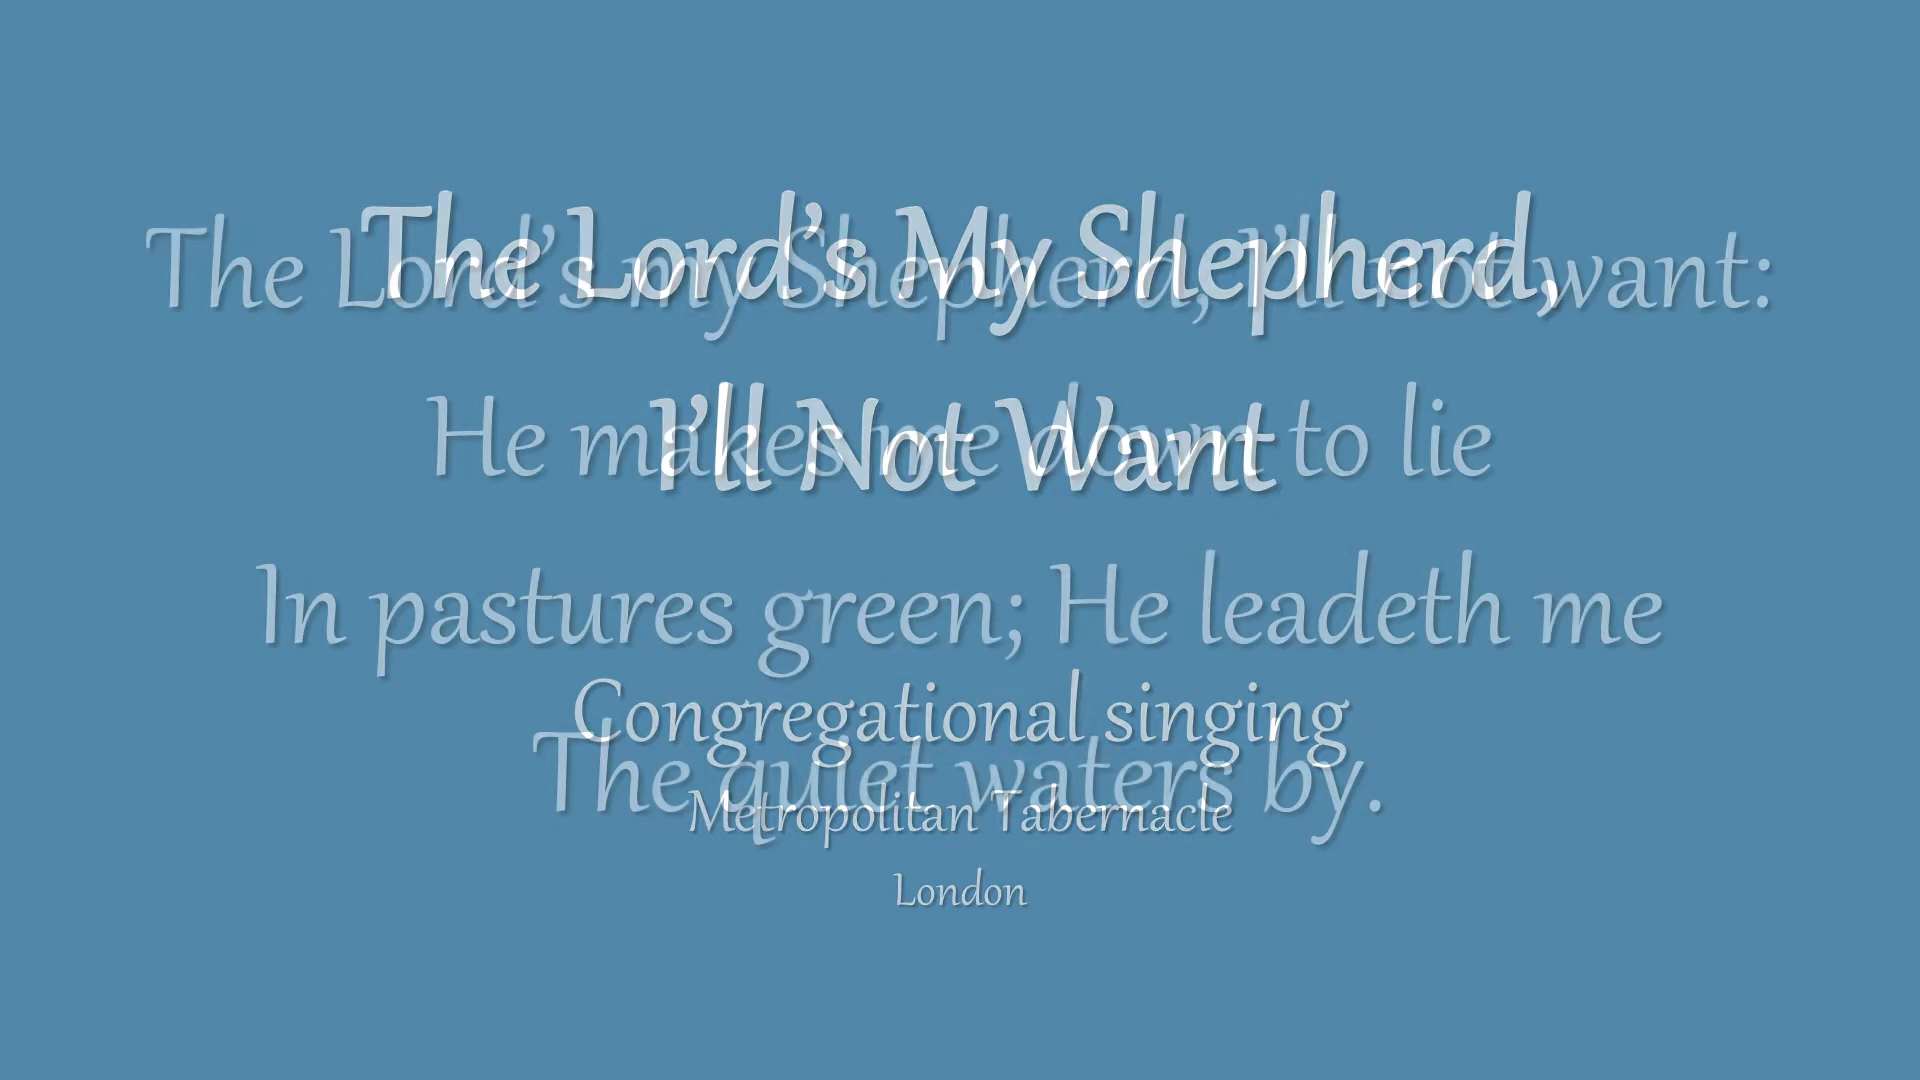 The Lord’s My Shepherd,
I’ll Not Want
Congregational singing
Metropolitan Tabernacle
London
The Lord’s my Shepherd, I’ll not want:
He makes me down to lie
In pastures green; He leadeth me
The quiet waters by.